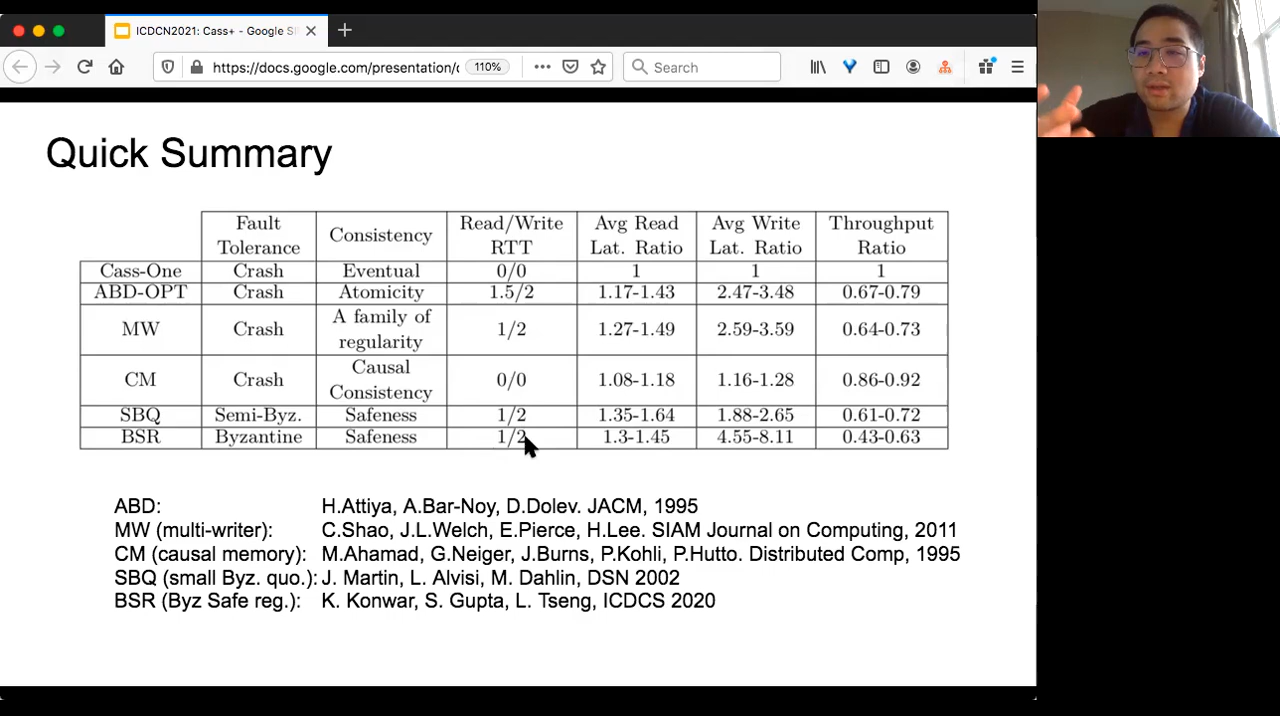 ICDCN2021: Cass+ - Google Sl
https://docs.google.com/presentation/c
110%
Search
Quick Summary
Fault Tolerance Consistency Read/Write RTT Avg Read Lat. Ratio Avg Write Lat. Ratio Throughput Ratio
Cass-One Crash Eventual 0/0 1 1 1
ABD-OPT Crash Atomicity 1.5/2 1.17-1.43 2.47-3.48 0.67-0.79
MW Crash A family of regularity 1/2 1.27-1.49 2.59-3.59 0.64-0.73
CM Crash Causal Consistency 0/0 1.08-1.18 1.16-1.28 0.86-0.92
SBQ Semi-Byz. Safeness 1/2 1.35-1.64 1.88-2.65 0.61-0.72
BSR Byzantine Safeness 1/2 1.3-1.45 4.55-8.11 0.43-0.63
ABD: H.Attiya, A.Bar-Noy, D.Dolev. JACM, 1995
MW (multi-writer): C.Shao, J.L.Welch, E.Pierce, H.Lee. SIAM Journal on Computing, 2011
CM (causal memory): M.Ahamad, G.Neiger, J.Burns, P.Kohli, P.Hutto. Distributed Comp, 1995
SBQ (small Byz. quo.): J. Martin, L. Alvisi, M. Dahlin, DSN 2002
BSR (Byz Safe reg.): K. Konwar, S. Gupta, L. Tseng, ICDCS 2020